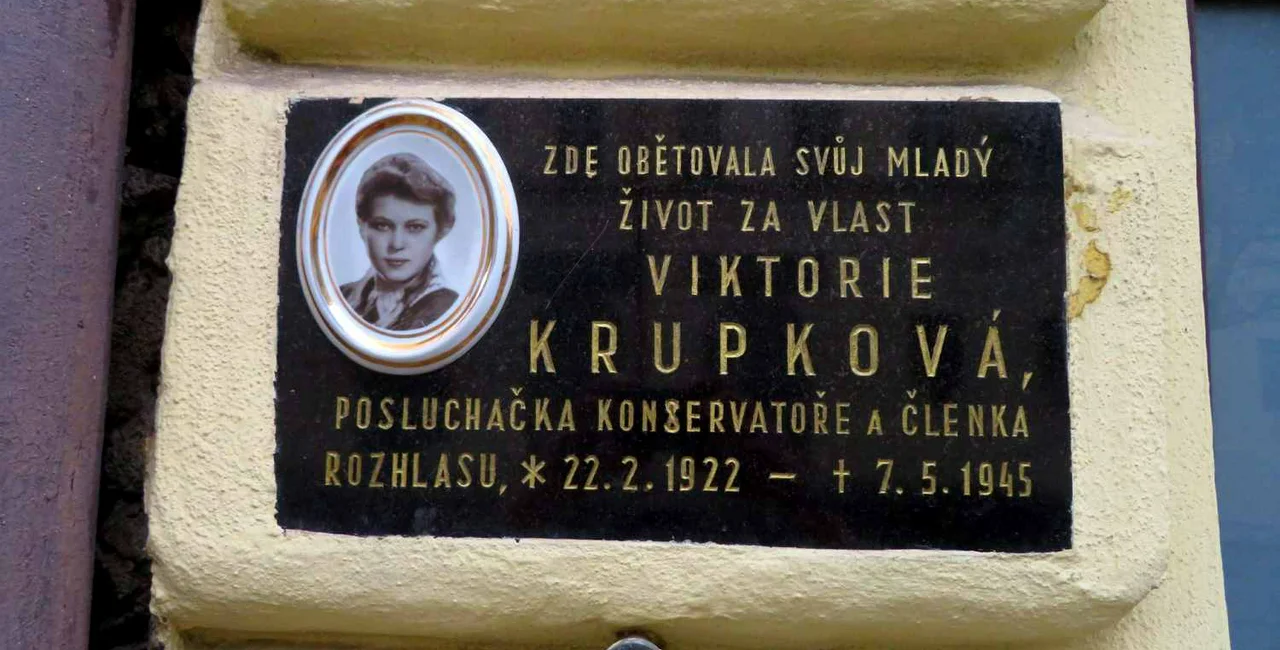 ZDE OBĚTOVALA SVŮJ MLADÝ
ŽIVOT ZA VLAST
VIKTORIE
KRUPKOVÁ,
POSLUCHAČKA KONSERVATOŘE A ČLENKA
ROZHLASU, * 22. 2. 1922 — † 7. 5. 1945